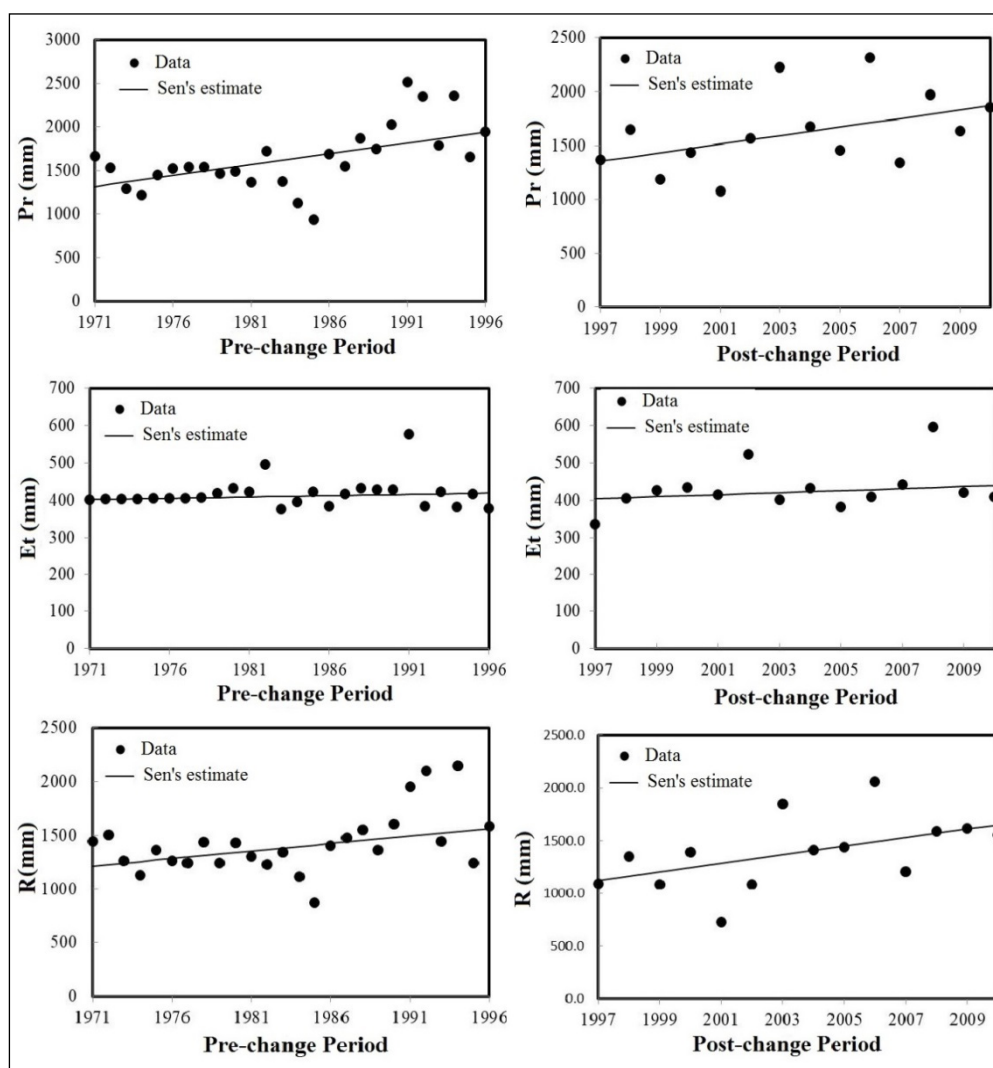 3000
2500
2000
1500
1000
500
0
Pr (mm)
Data
Sen's estimate
1971 1976 1981 1986 1991 1996
Pre-change Period
2500
2000
1500
1000
500
0
Pr (mm)
Data
Sen's estimate
1997 1999 2001 2003 2005 2007 2009
Post-change Period
700
600
500
400
300
200
100
0
Et (mm)
Data
Sen's estimate
1971 1976 1981 1986 1991 1996
Pre-change Period
700
600
500
400
300
200
100
0
Et (mm)
Data
Sen's estimate
1997 1999 2001 2003 2005 2007 2009
Post-change Period
2500
2000
1500
1000
500
0
R(mm)
Data
Sen's estimate
1971 1976 1981 1986 1991 1996
Pre-change Period
2500.0
2000.0
1500.0
1000.0
500.0
0.0
R (mm)
Data
Sen's estimate
1997 1999 2001 2003 2005 2007 2009
Post-change Period